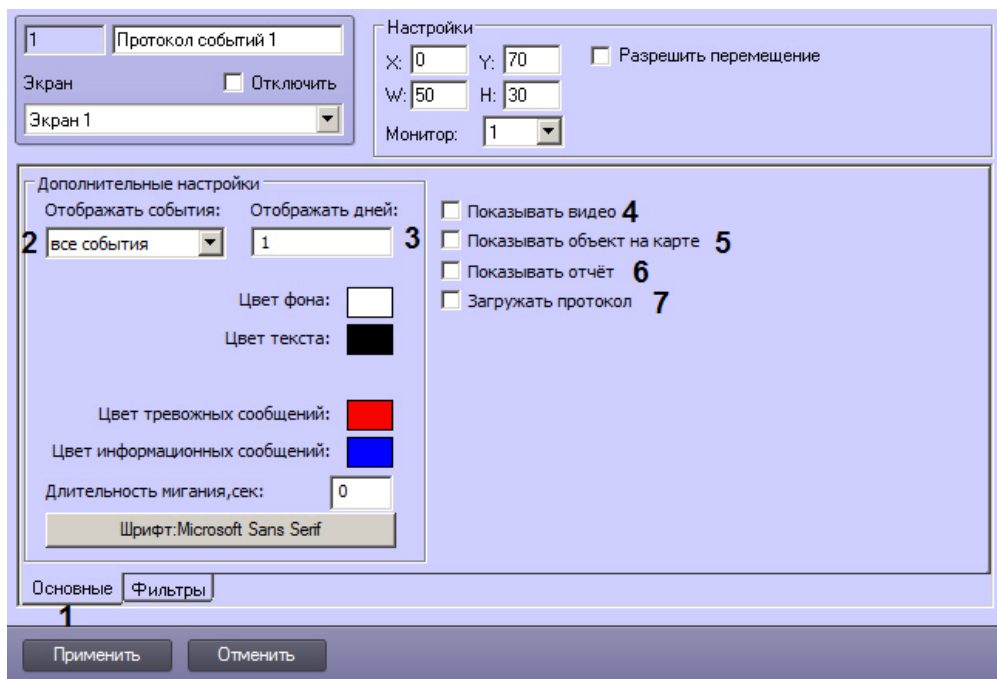 1 Протокол событий 1
Экран Отключить
Экран 1
Настройки
X: 0 Y: 70 Разрешить перемещение
W: 50 H: 30
Монитор: 1
Дополнительные настройки
Отображать события: Отображать дней:
2 все события 1 3
Цвет фона:
Цвет текста:
Цвет тревожных сообщений:
Цвет информационных сообщений:
Длительность мигания,сек: 0
Шрифт:Microsoft Sans Serif
Показывать видео 4
Показывать объект на карте 5
Показывать отчёт 6
Загружать протокол 7
Основные Фильтры
1
Применить Отменить